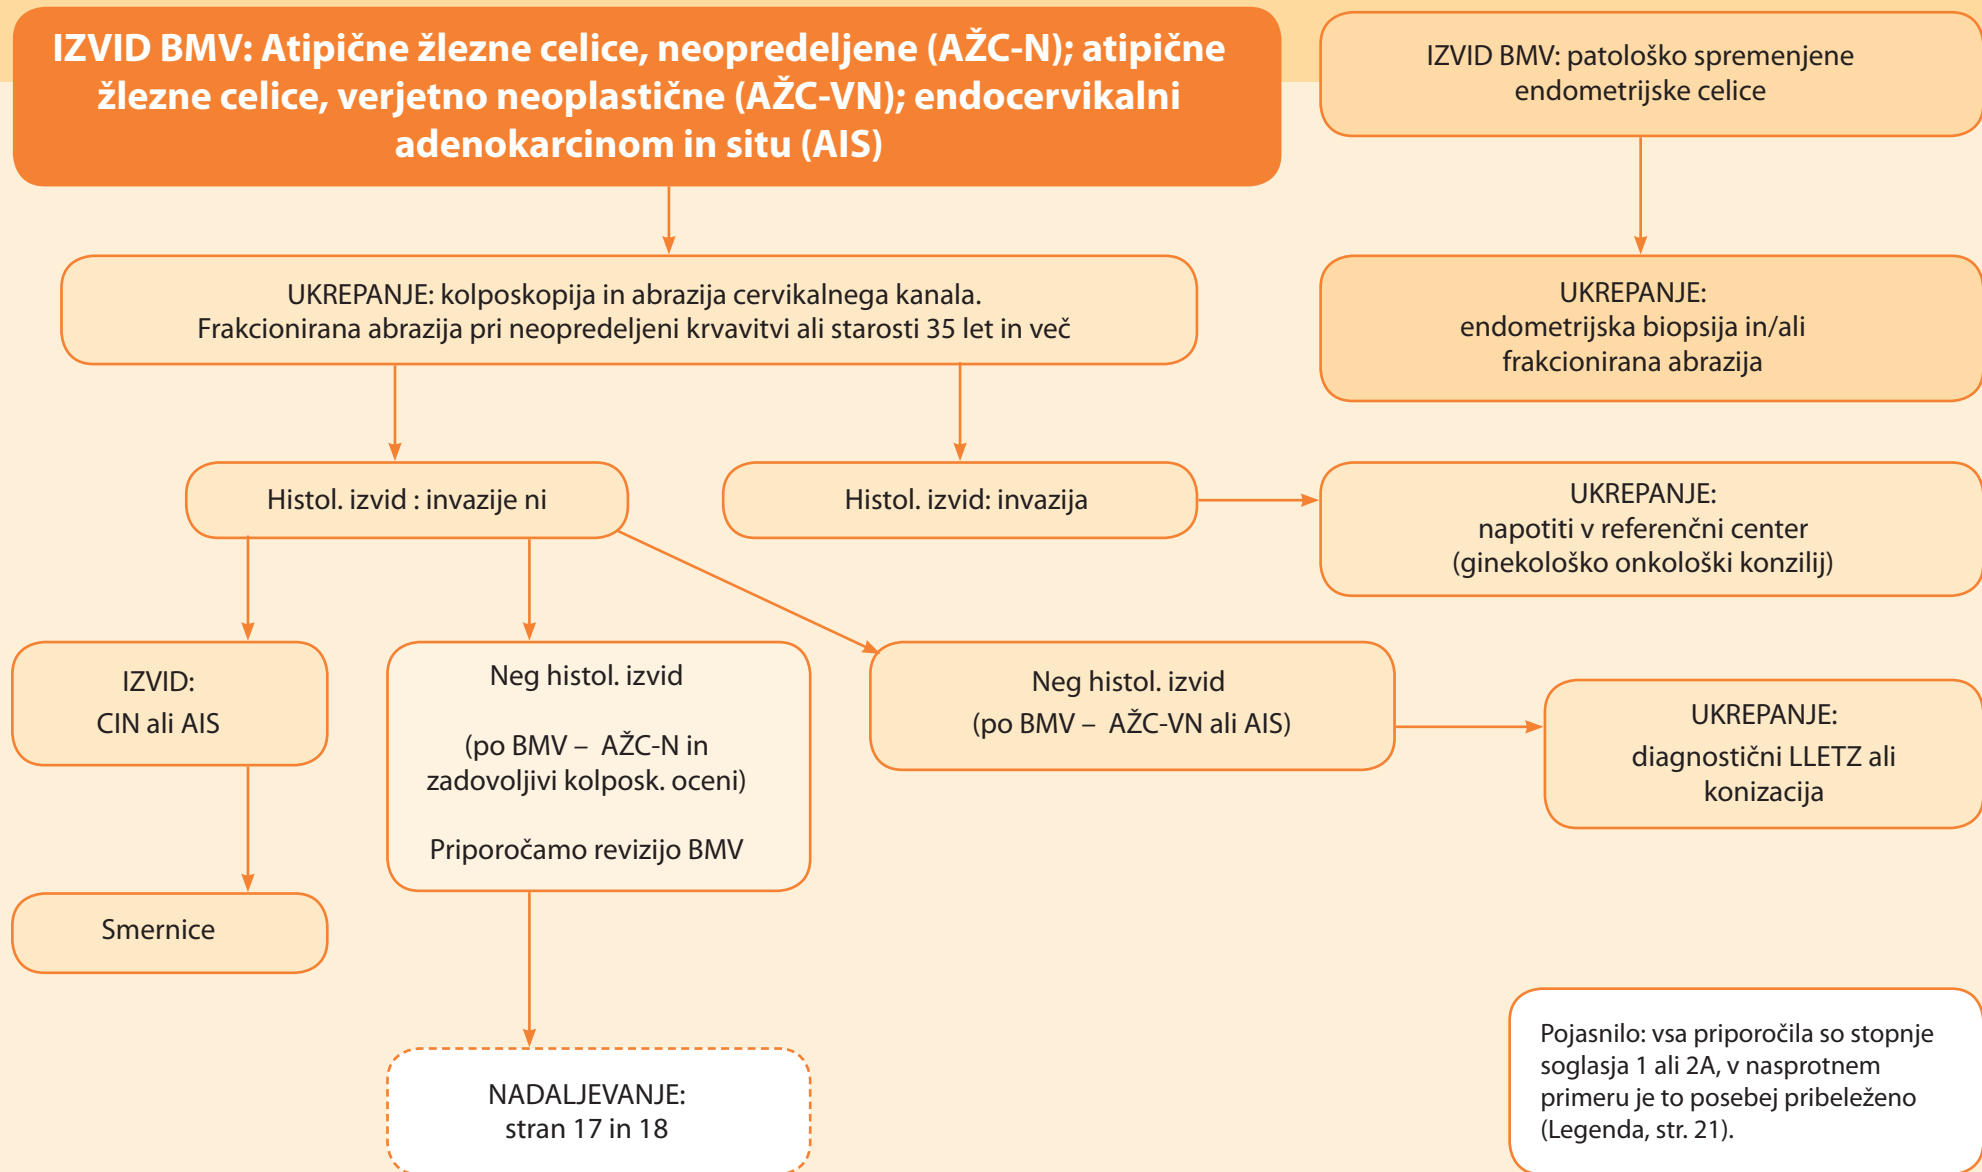 IZVID BMV: Atipične žlezne celice, neopredeljene (AŽC-N); atipične
žlezne celice, verjetno neoplastične (AŽC-VN); endocervikalni
adenokarcinom in situ (AIS)
IZVID BMV: patološko spremenjene
endometrijske celice
UKREPANJE: kolposkopija in abrazija cervikalnega kanala.
Frakcionirana abrazija pri neopredeljeni krvavitvi ali starosti 35 let in več
UKREPANJE:
endometrijska biopsija in/ali
frakcionirana abrazija
Histol. izvid : invazije ni
Histol. izvid: invazija
UKREPANJE:
napotiti v referenčni center
(ginekološko onkološki konzilij)
IZVID:
CIN ali AIS
Neg histol. izvid
(po BMV – AŽC-N in
zadovoljivi kolposk. oceni)
Priporočamo revizijo BMV
Neg histol. izvid
(po BMV – AŽC-VN ali AIS)
UKREPANJE:
diagnostični LLETZ ali
konizacija
Smernice
NADALJEVANJE:
stran 17 in 18
Pojasnilo: vsa priporočila so stopnje
soglasja 1 ali 2A, v nasprotnem
primeru je to posebej pribeleženo
(Legenda, str. 21).